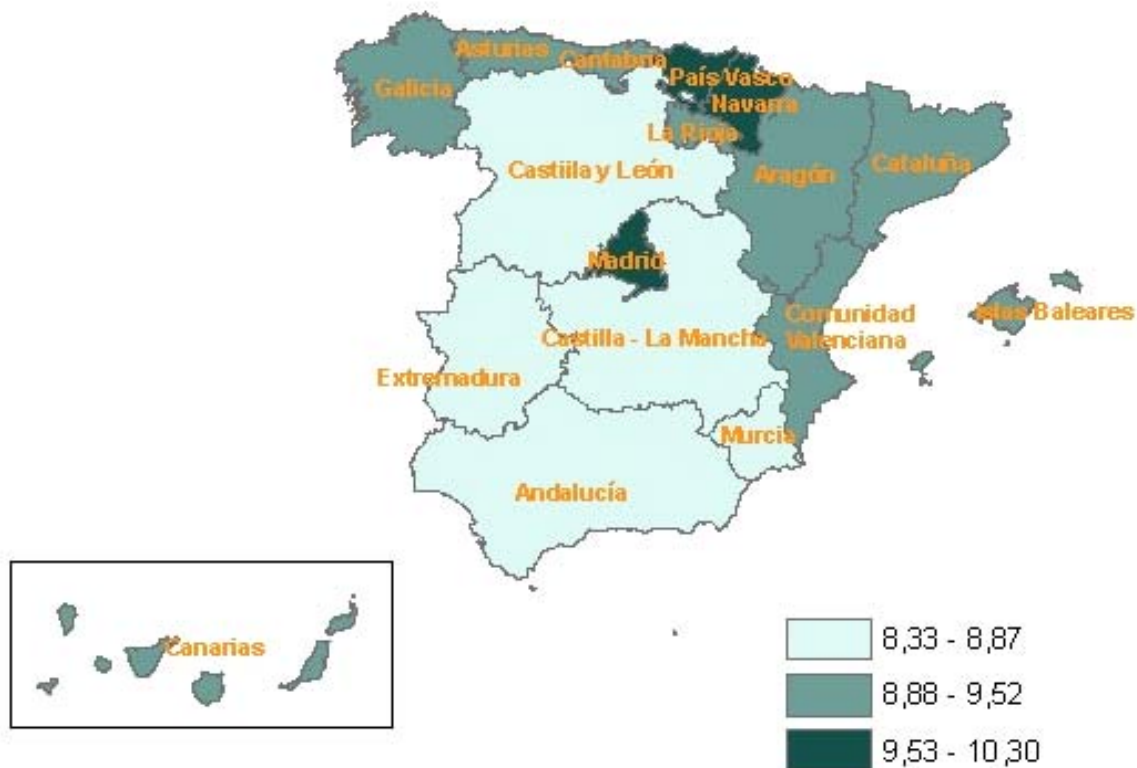 Asturias
Cantabria
País Vasco
Galicia
Navarra
La Rioja
Castiila y León
Aragón
Cataluña
Madrid
Comunidad
Valenciana
Islas Baleares
Castilla - La Mancha
Extremadura
Murcia
Andalucía
Canarias
8,33 - 8,87
8,88 - 9,52
9,53 - 10,30